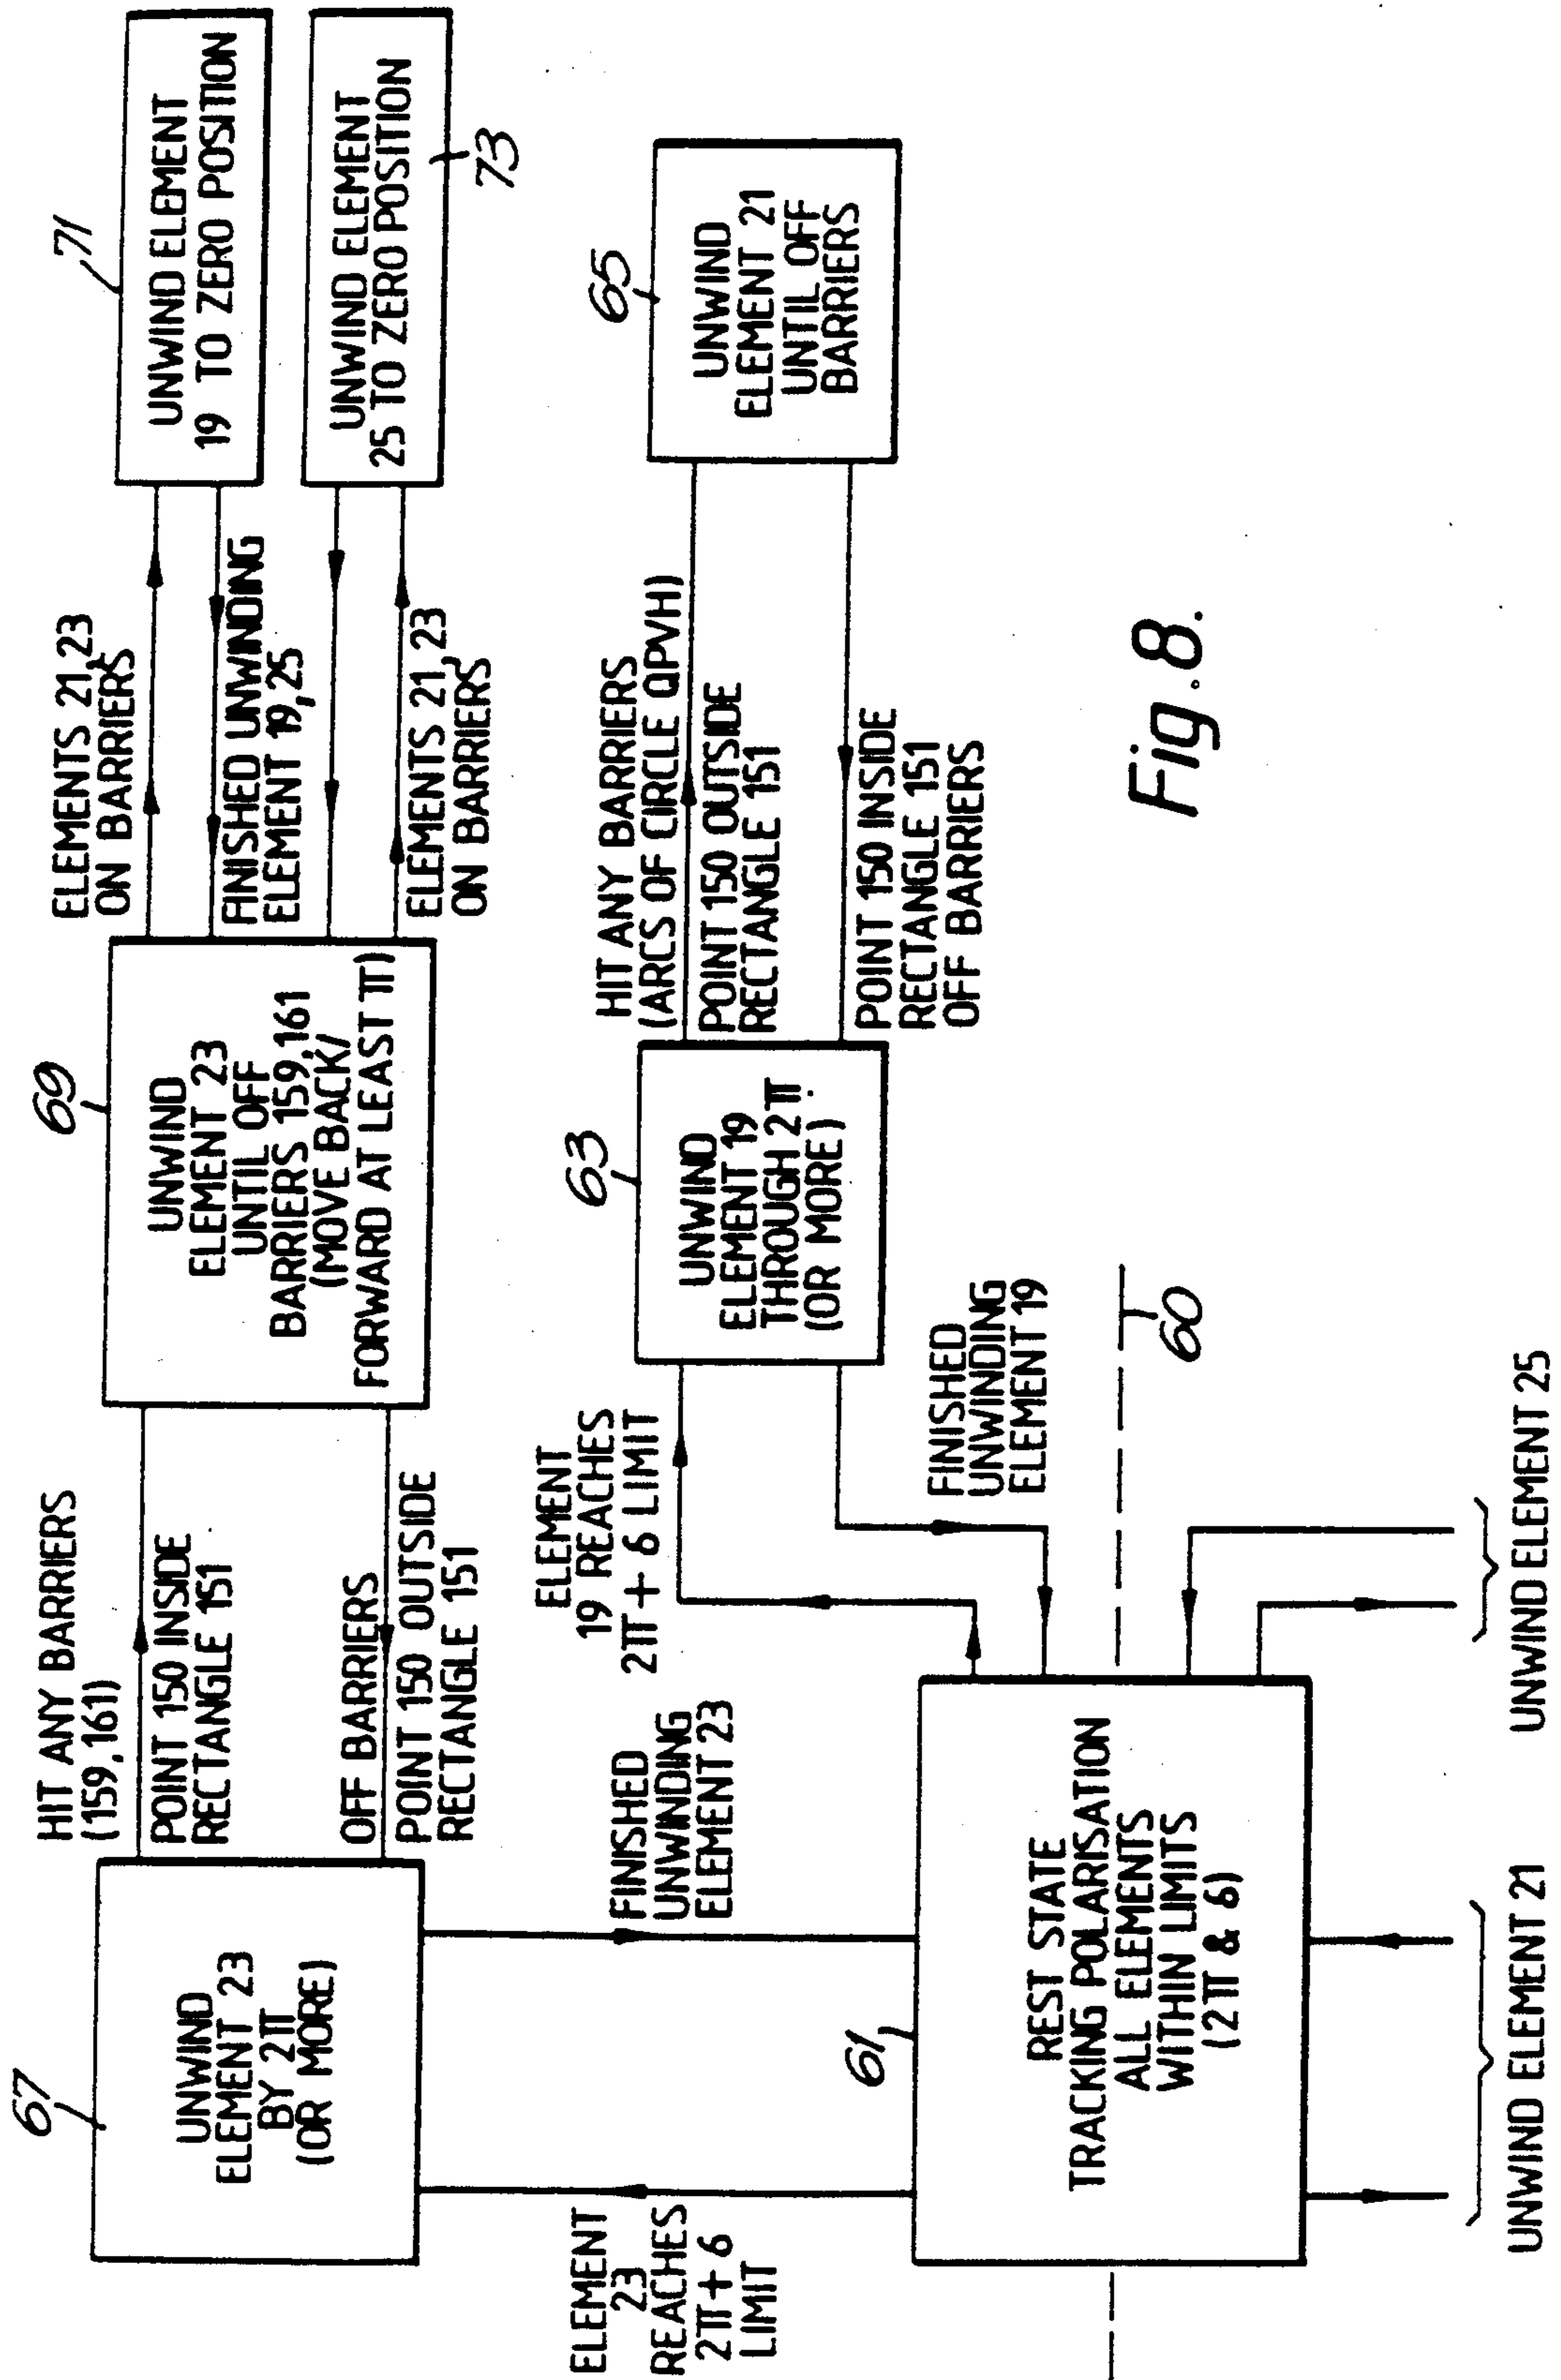 67
UNWIND
ELEMENT 23
BY 2π
(OR MORE)
HIT ANY BARRIERS
(159,161)
POINT 150 INSIDE
RECTANGLE 151
OFF BARRIERS
POINT 150 OUTSIDE
RECTANGLE 151
69
UNWIND
ELEMENT 23
UNTIL OFF
BARRIERS 159,161
(MOVE BACK/
FORWARD AT LEAST π)
ELEMENTS 21,23
ON BARRIERS
FINISHED UNWINDING
ELEMENT 19,25
ELEMENTS 21,23
ON BARRIERS
71
UNWIND ELEMENT
19 TO ZERO POSITION
UNWIND ELEMENT
25 TO ZERO POSITION
73
ELEMENT
23
REACHES
2π+6
LIMIT
FINISHED
UNWINDING
ELEMENT 23
ELEMENT
19 REACHES
2π+6 LIMIT
63
UNWIND
ELEMENT 19
THROUGH 2π
(OR MORE)
HIT ANY BARRIERS
(ARCS OF CIRCLE QPVH)
POINT 150 OUTSIDE
RECTANGLE 151
POINT 150 INSIDE
RECTANGLE 151
OFF BARRIERS
65
UNWIND
ELEMENT 21
UNTIL OFF
BARRIERS
61
REST STATE
TRACKING POLARISATION
ALL ELEMENTS
WITHIN LIMITS
(2π & 6)
FINISHED
UNWINDING
ELEMENT 19
60
UNWIND ELEMENT 21
UNWIND ELEMENT 25
Fig. 8.